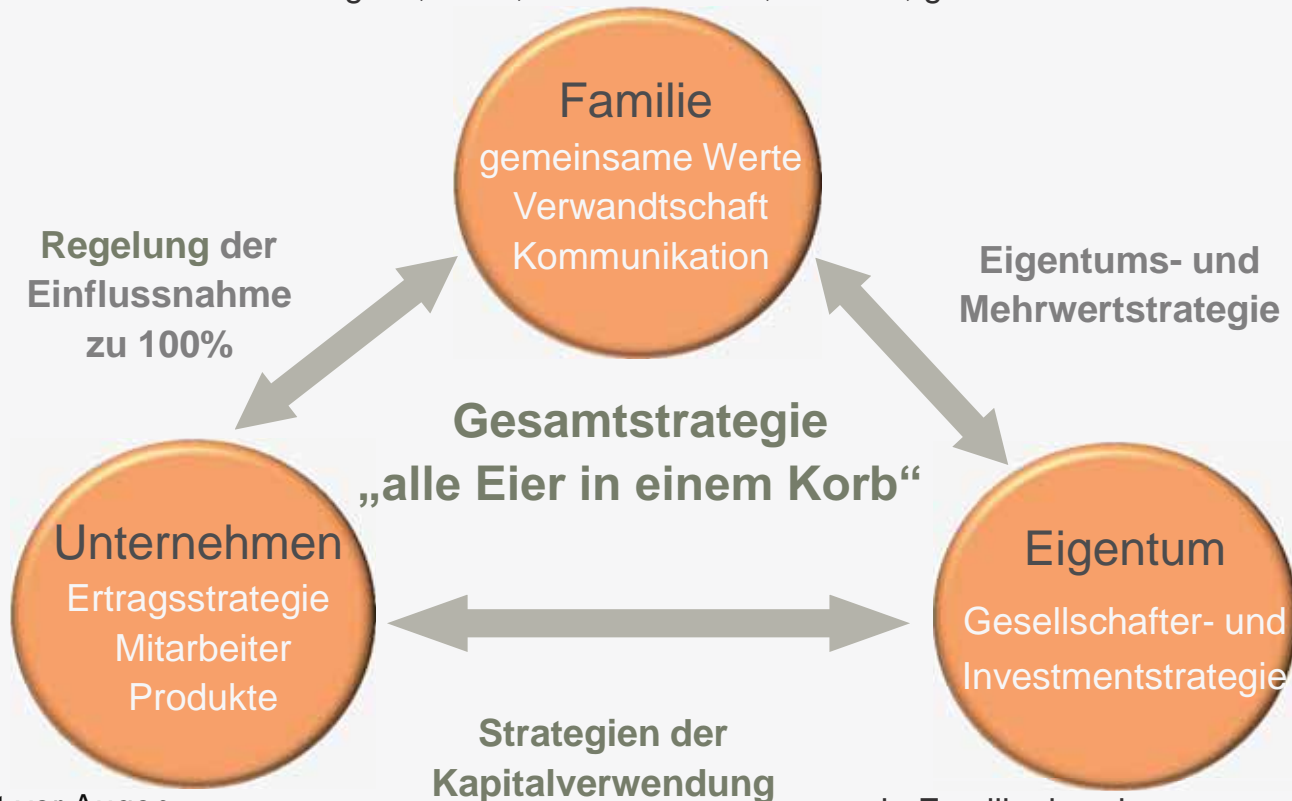 Familie
gemeinsame Werte
Verwandtschaft
Kommunikation
Regelung der
Einflussnahme
zu 100%
Eigentums- und
Mehrwertstrategie
Gesamtstrategie
„alle Eier in einem Korb“
Unternehmen
Ertragsstrategie
Mitarbeiter
Produkte
Eigentum
Gesellschafter- und
Investmentstrategie
Strategien der
Kapitalverwendung